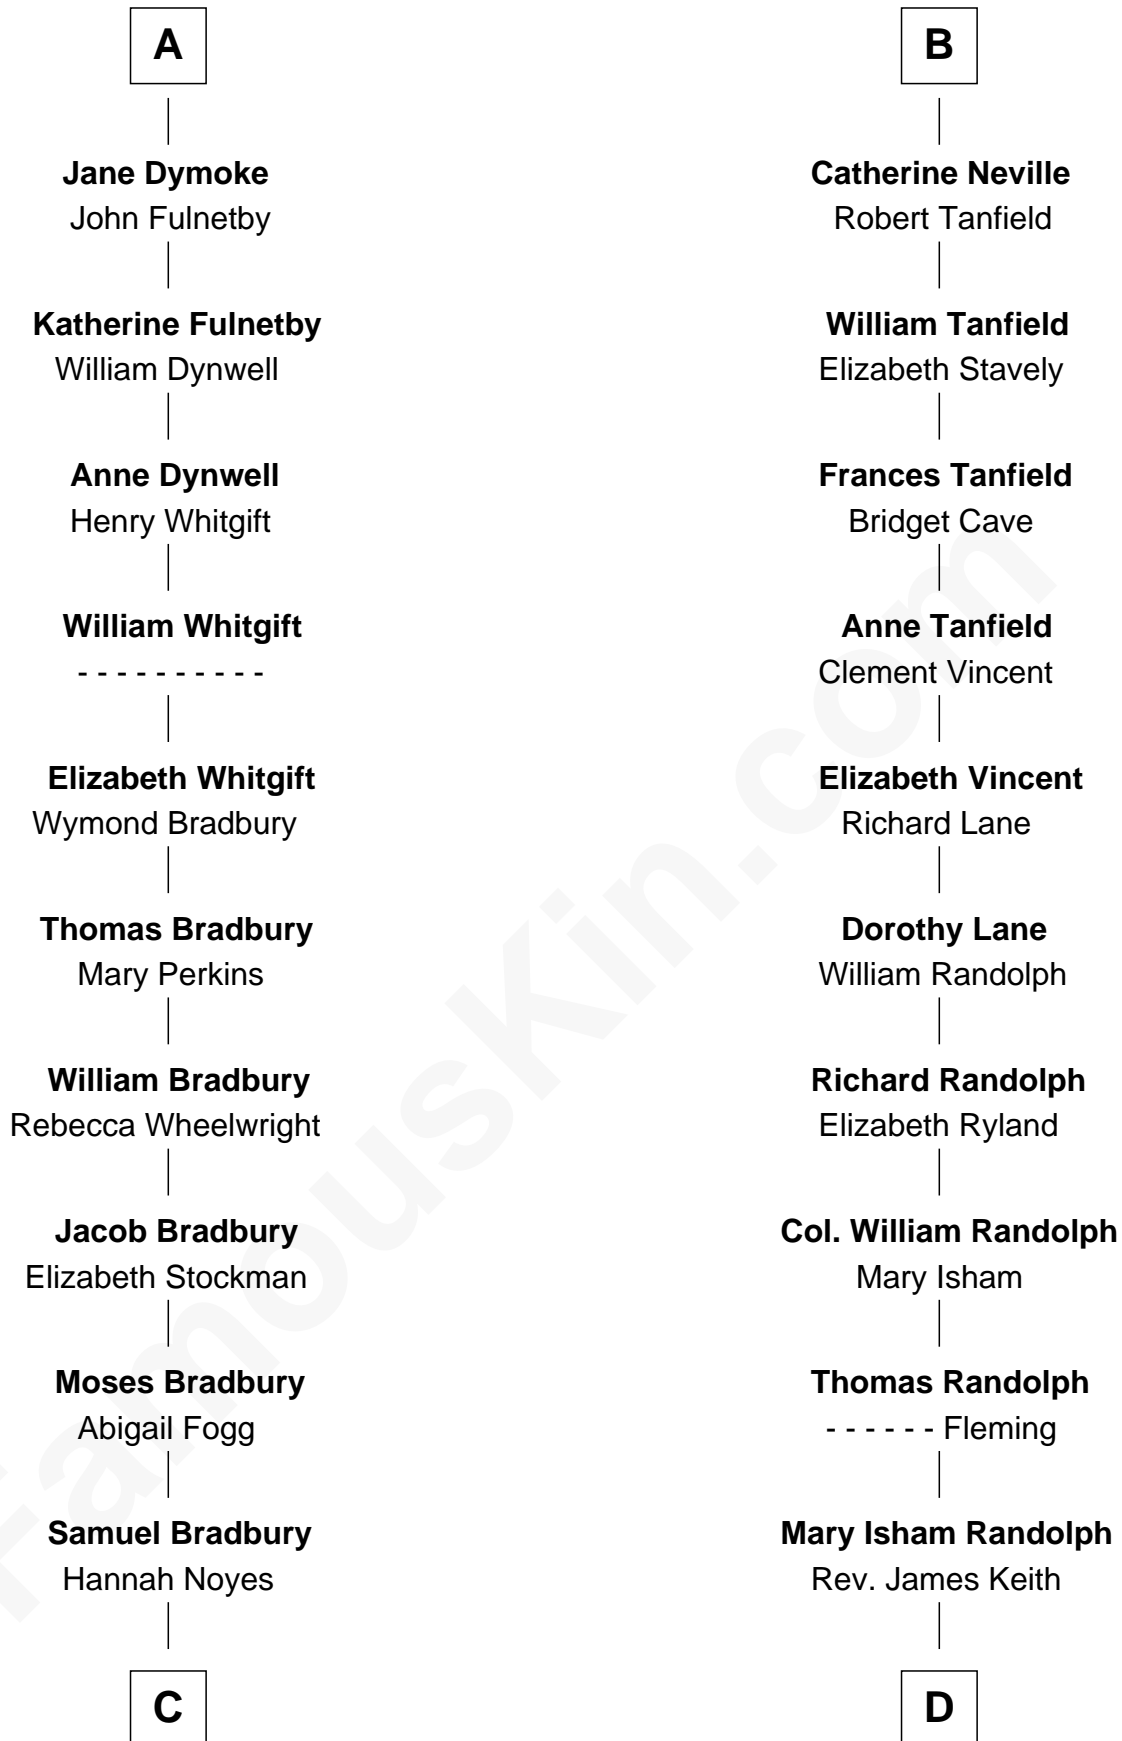 A
Jane Dymoke
John Fulnetby
Katherine Fulnetby
William Dynwell
Anne Dynwell
Henry Whitgift
William Whitgift
- - - - - - - - - -
Elizabeth Whitgift
Wymond Bradbury
Thomas Bradbury
Mary Perkins
William Bradbury
Rebecca Wheelwright
Jacob Bradbury
Elizabeth Stockman
Moses Bradbury
Abigail Fogg
Samuel Bradbury
Hannah Noyes
C
B
Catherine Neville
Robert Tanfield
William Tanfield
Elizabeth Stavely
Frances Tanfield
Bridget Cave
Anne Tanfield
Clement Vincent
Elizabeth Vincent
Richard Lane
Dorothy Lane
William Randolph
Richard Randolph
Elizabeth Ryland
Col. William Randolph
Mary Isham
Thomas Randolph
- - - - - - Fleming
Mary Isham Randolph
Rev. James Keith
D
FamousKin.com